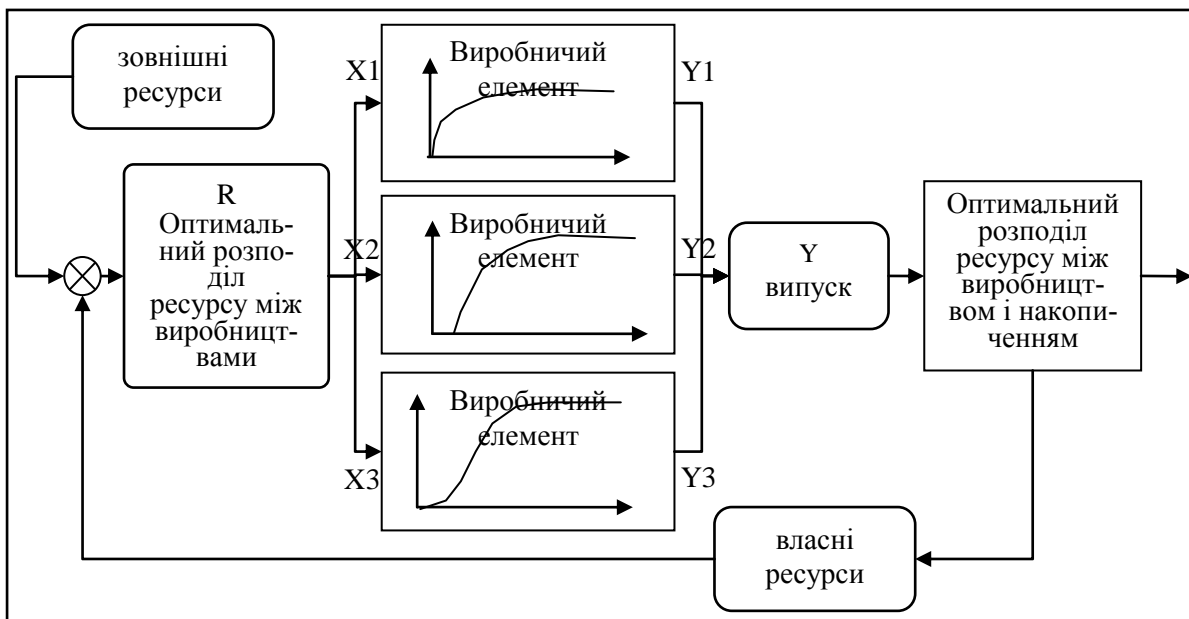 зовнішні
ресурси
R
Оптималь-
ний розпо-
діл
ресурсу між
виробницт-
вами
X1
Виробничий
елемент
Y1
X2
Виробничий
елемент
Y2
X3
Виробничий
елемент
Y3
Y
випуск
Оптимальний
розподіл
ресурсу між
виробницт-
вом і накопи-
ченням
власні
ресурси